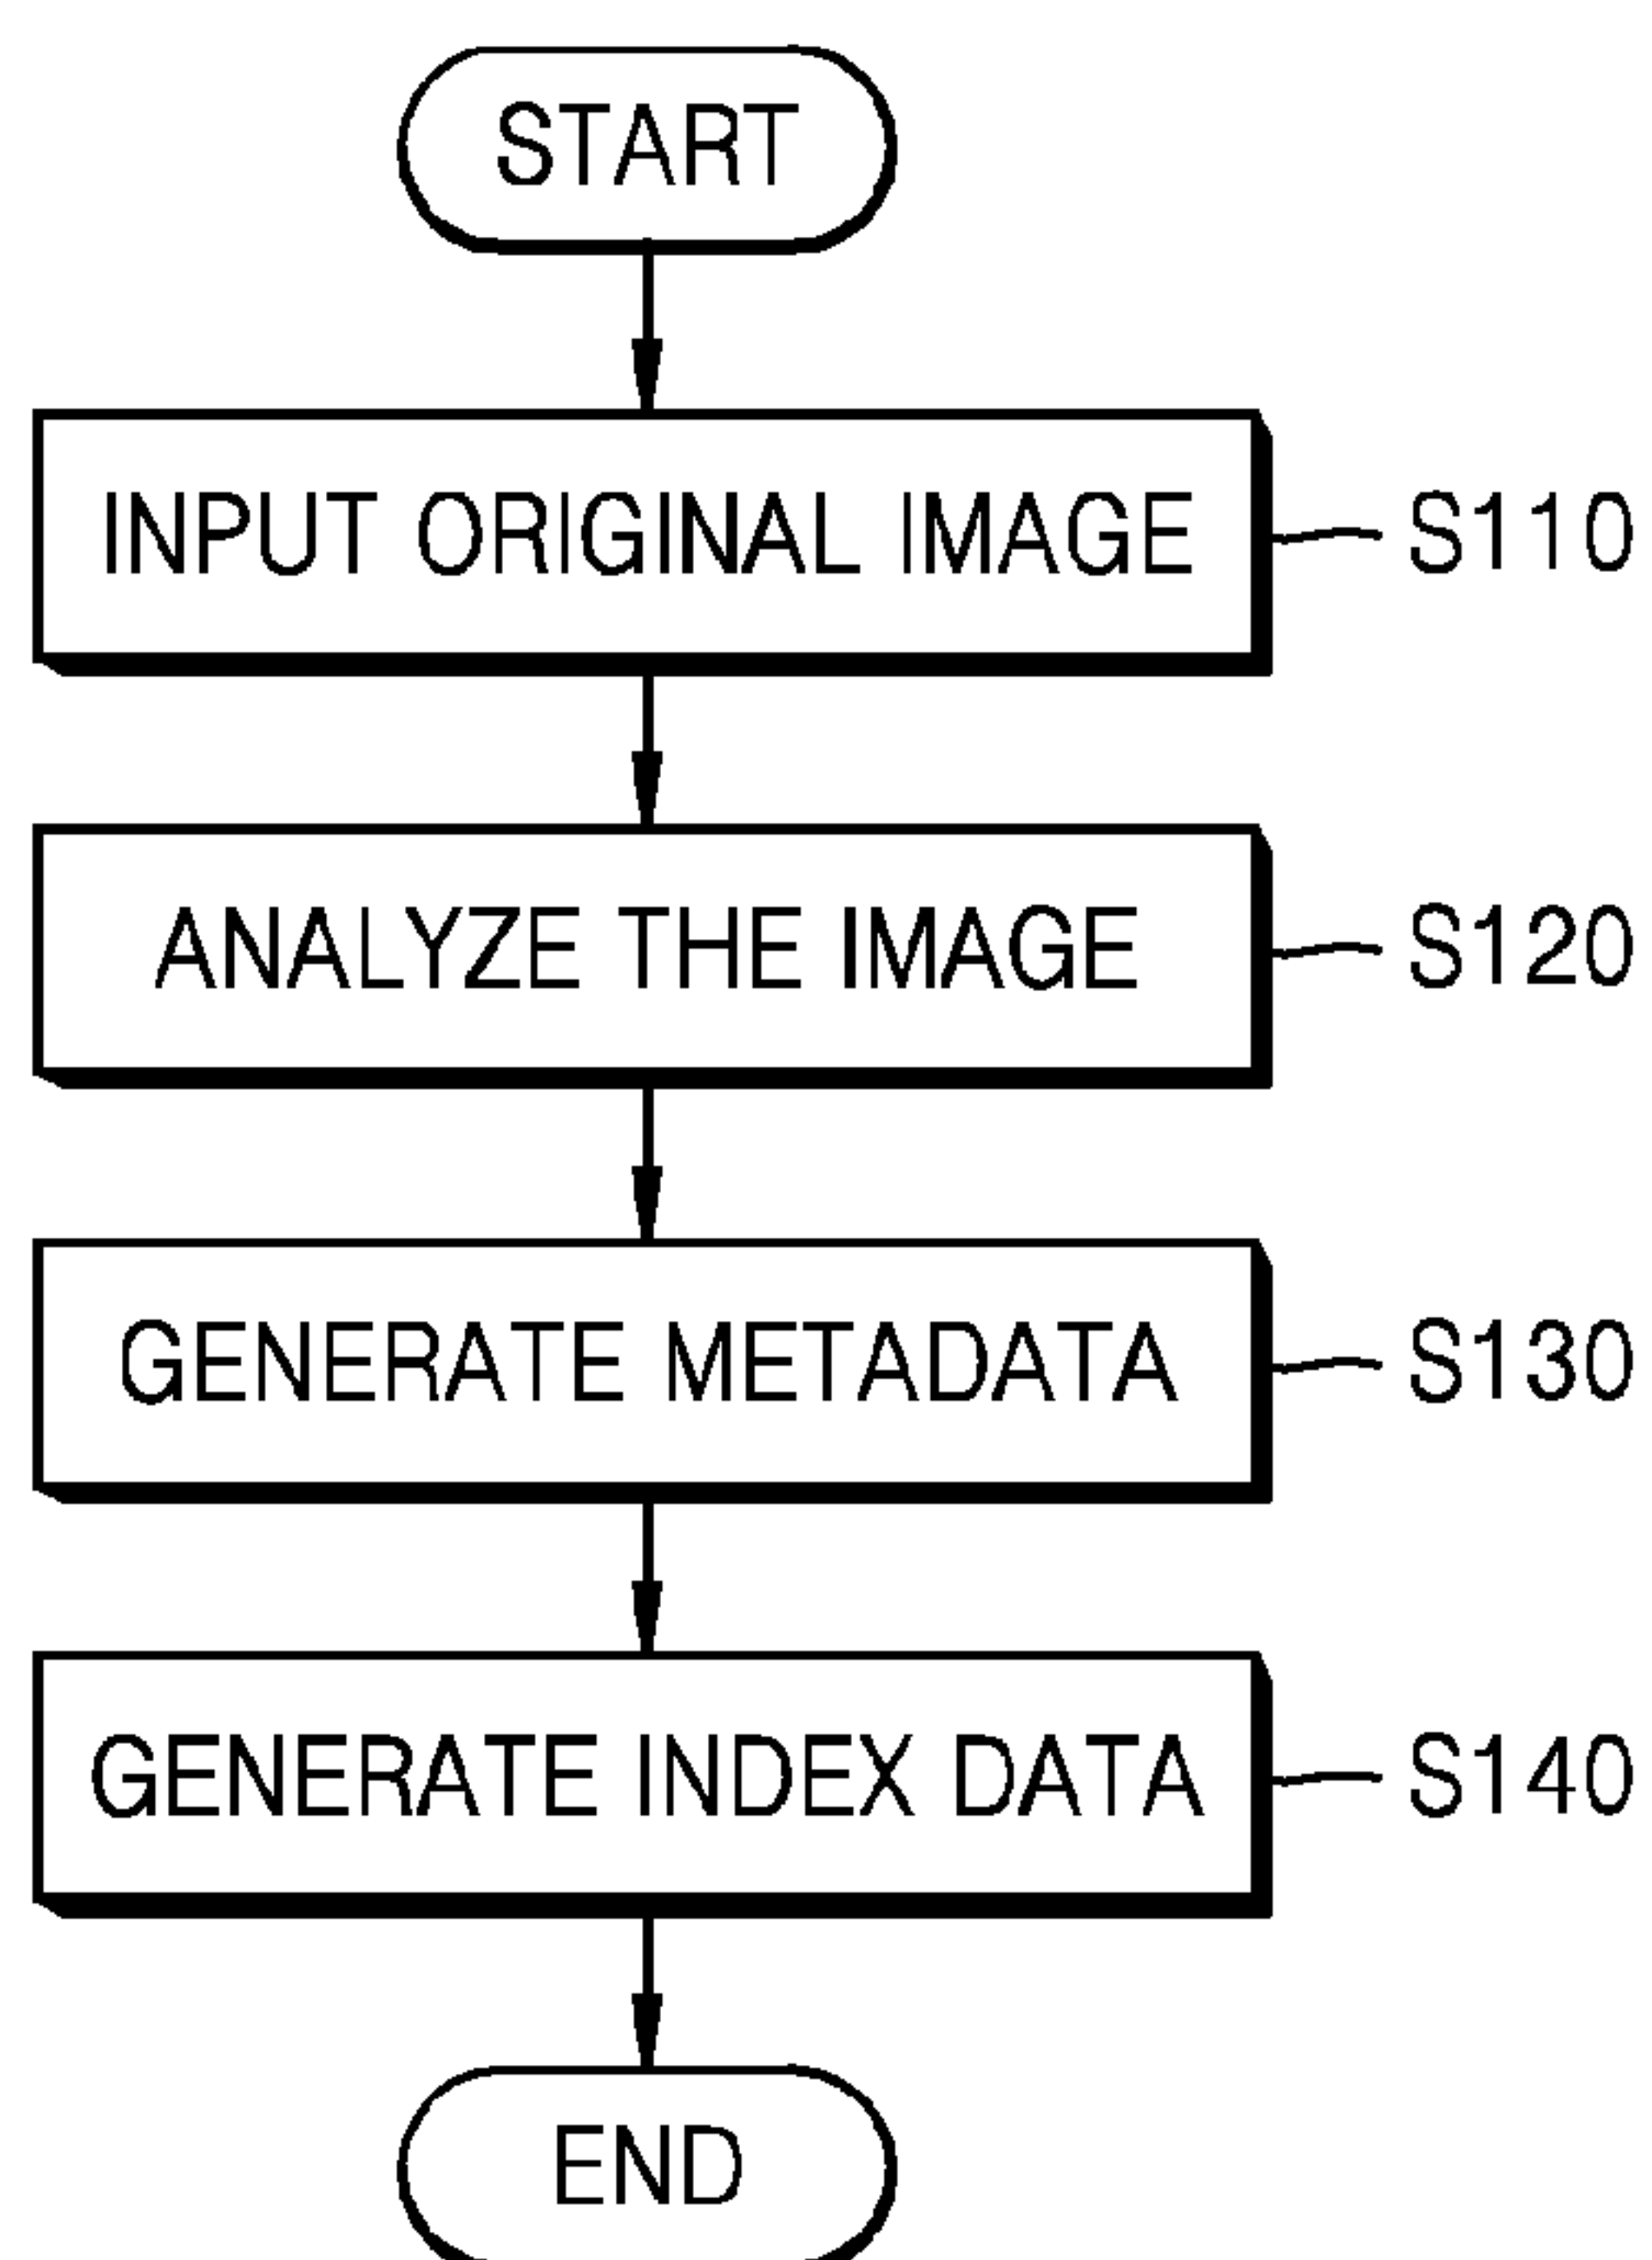 START
INPUT ORIGINAL IMAGE S110
ANALYZE THE IMAGE S120
GENERATE METADATA S130
GENERATE INDEX DATA S140
END